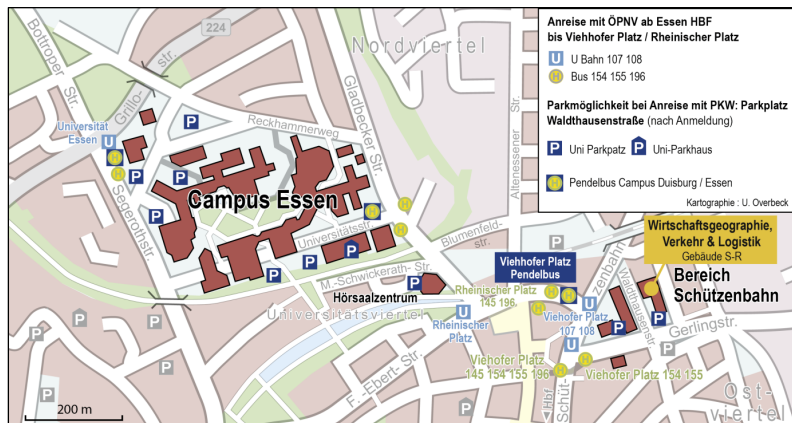 Anreise mit ÖPNV ab Essen HBF
bis Viehhofer Platz / Rheinischer Platz
U
U Bahn 107 108
H
Bus 154 155 196
Parkmöglichkeit bei Anreise mit PKW: Parkplatz
Waldthausenstraße (nach Anmeldung)
P
Uni Parkpatz
P
Uni-Parkhaus
H
Pendelbus Campus Duisburg / Essen
Kartographie : U. Overbeck
Bottroper Str.
224
Grillo-
str.
Nordviertel
Gladbecker Str.
Altenessener Str.
Reckhammerweg
Universität
Essen
U
Segerothstr.
Campus Essen
Universitätsstr.
Blumenfeld-
str.
M.-Schwickerath- Str.
Hörsaalzentrum
Universitätsviertel
Viehhofer Platz
Pendelbus
Wirtschaftsgeographie,
Verkehr & Logistik
Gebäude S-R
Bereich
Schützenbahn
Rheinischer Platz
145 196
U
Rheinischer
Platz
U
Viehofer Platz
107 108
U
Waldthausenstr.
Gerlingstr.
Viehofer Platz
145 154 155 196
Viehofer Platz 154 155
F.-Ebert- Str.
Hbf
Schüt-
zenbahn
Ost-
viertel
200 m